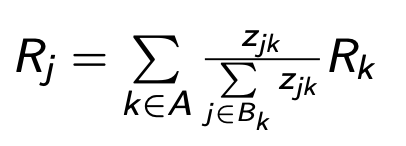 $R_j = \sum_{k \in A} \frac{z_{jk}}{\sum_{j \in B_k} z_{jk}} R_k$